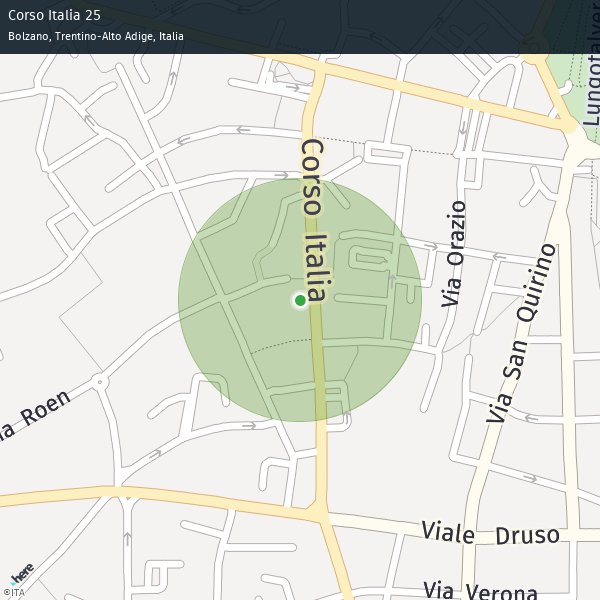 Corso Italia 25
Bolzano, Trentino-Alto Adige, Italia
Lungotalver
Corso Italia
Via Orazio
Via San Quirino
ia Roen
Viale Druso
Via Verona
here
©ITA